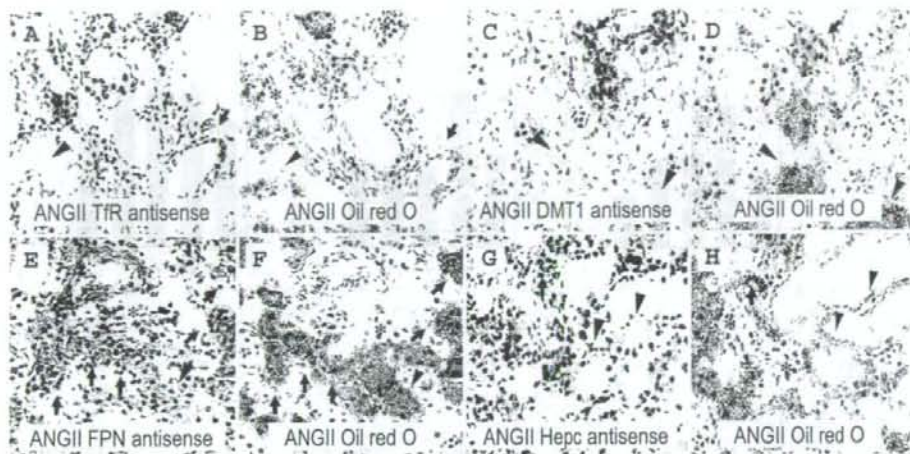 A B C D
ANGII TfR antisense ANGII Oil red O ANGII DMT1 antisense ANGII Oil red O
E F G H
ANGII FPN antisense ANGII Oil red O ANGII Hepc antisense ANGII Oil red O